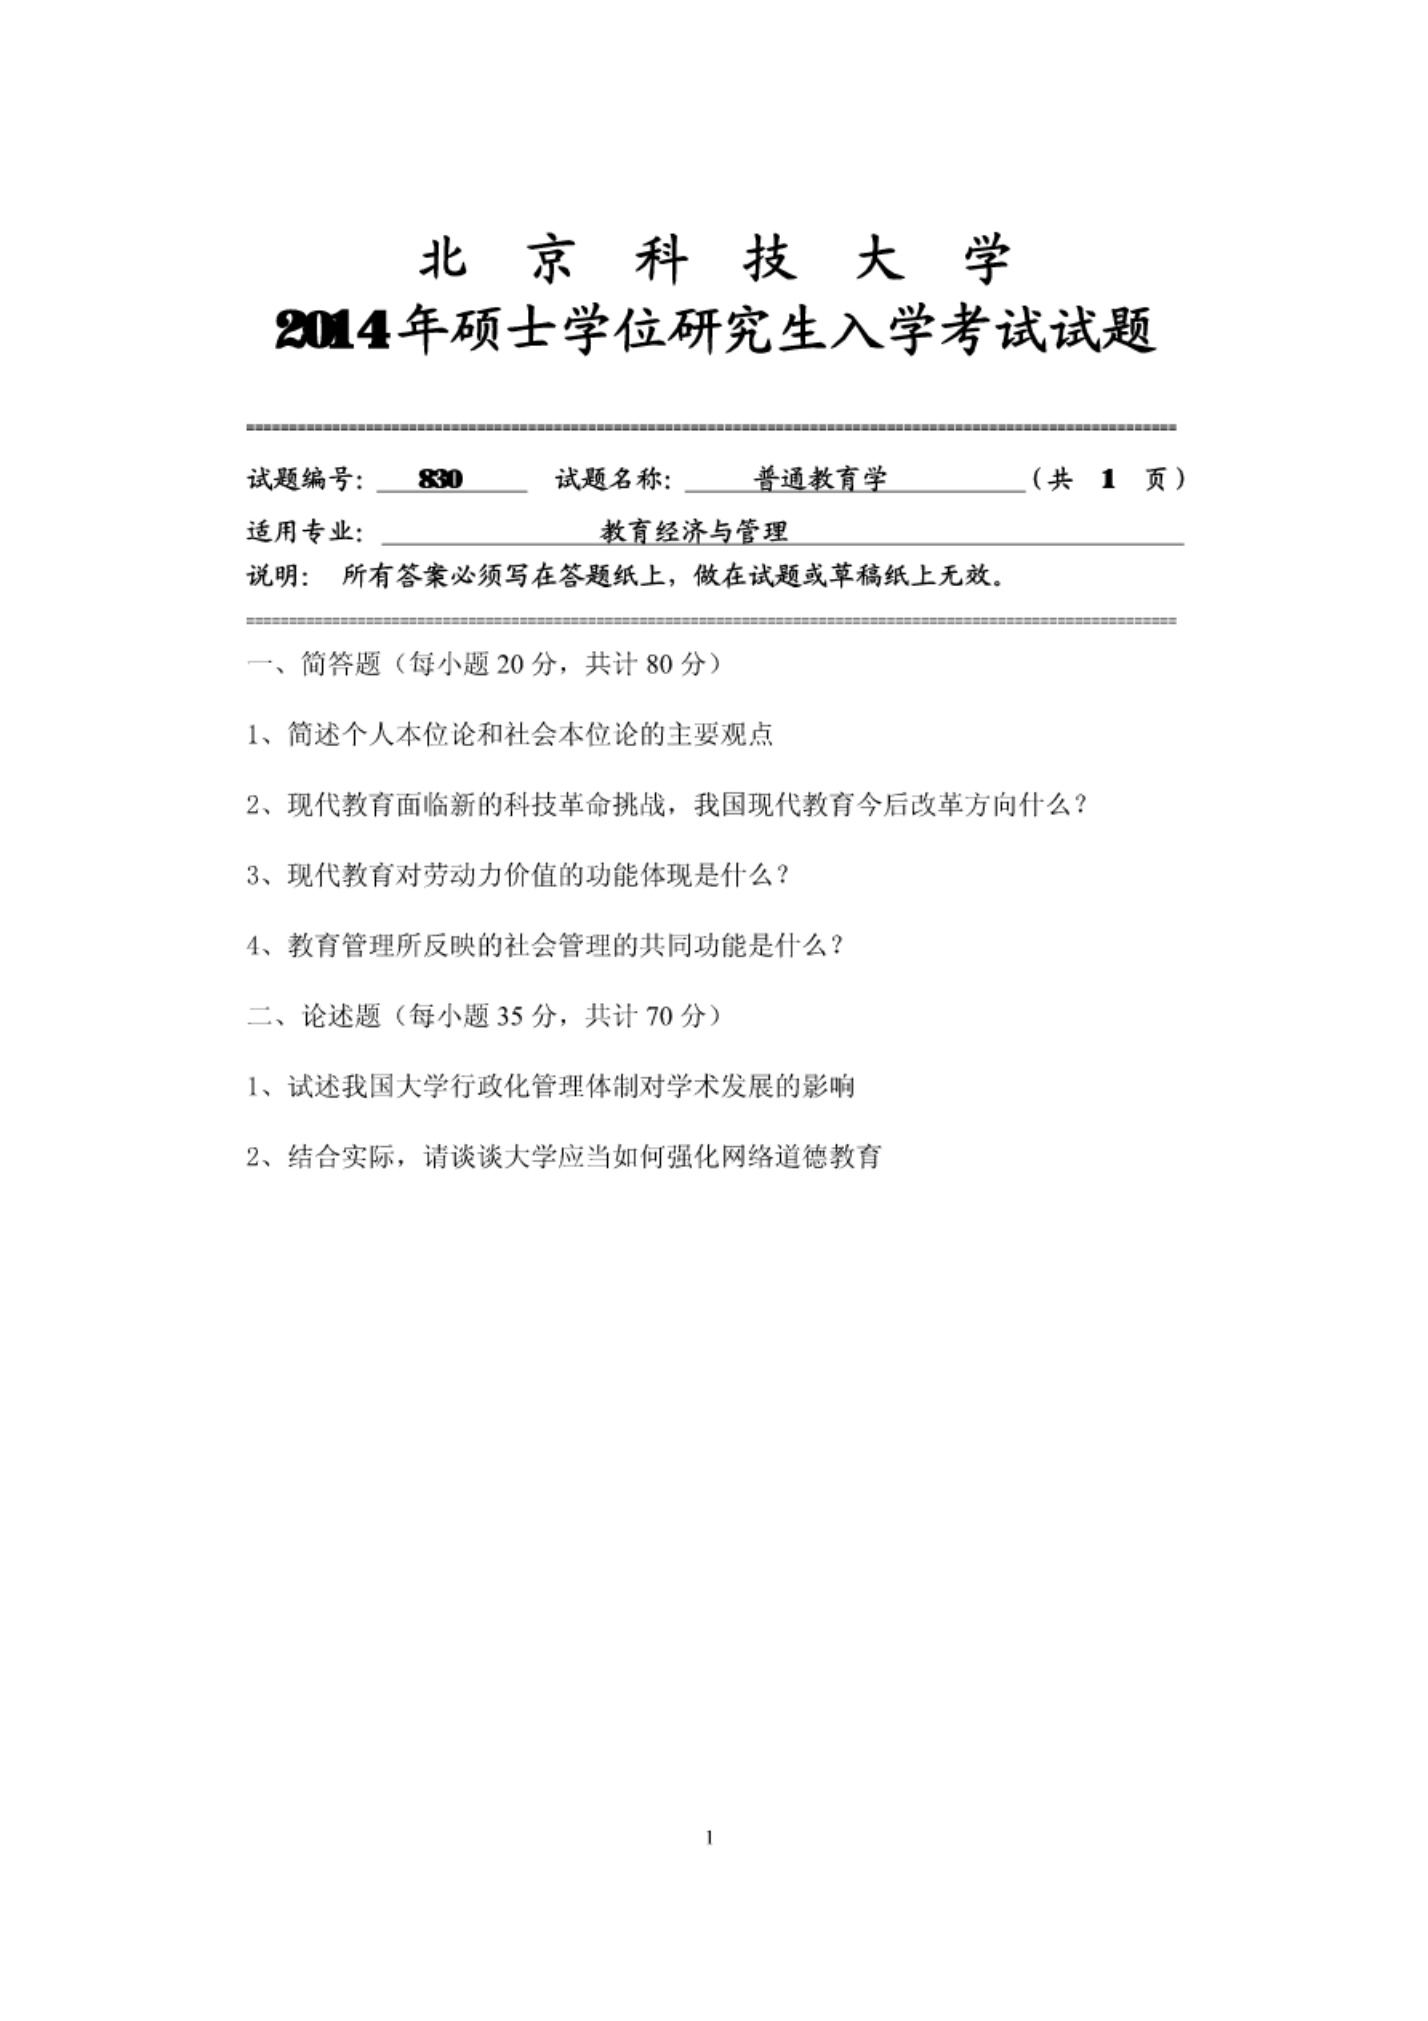 北京科技大学
2014年硕士学位研究生入学考试试题
试题编号： 830 试题名称： 普通教育学 （共 1 页）
适用专业： 教育经济与管理
说明： 所有答案必须写在答题纸上，做在试题或草稿纸上无效。
一、简答题（每小题 20 分，共计 80 分）
1、简述个人本位论和社会本位论的主要观点
2、现代教育面临新的科技革命挑战，我国现代教育今后改革方向什么？
3、现代教育对劳动力价值的功能体现是什么？
4、教育管理所反映的社会管理的共同功能是什么？
二、论述题（每小题 35 分，共计 70 分）
1、试述我国大学行政化管理体制对学术发展的影响
2、结合实际，请谈谈大学应当如何强化网络道德教育
1